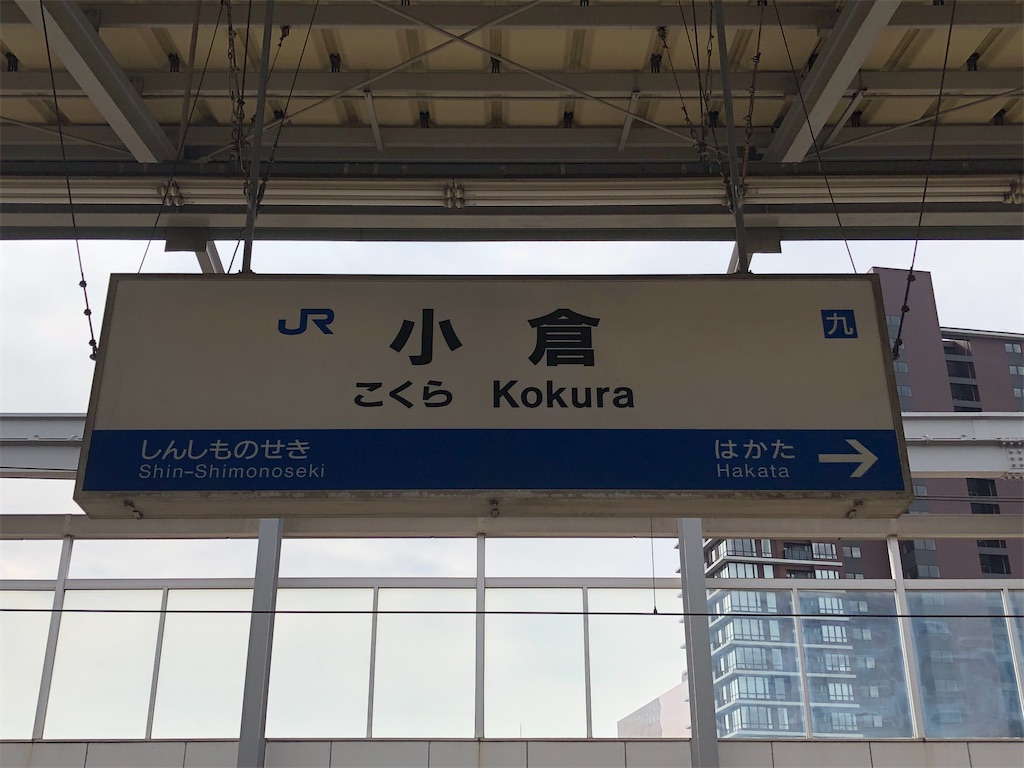 JR 小倉 九
こくら Kokura
しんしものせき はかた
Shin-Shimonoseki Hakata